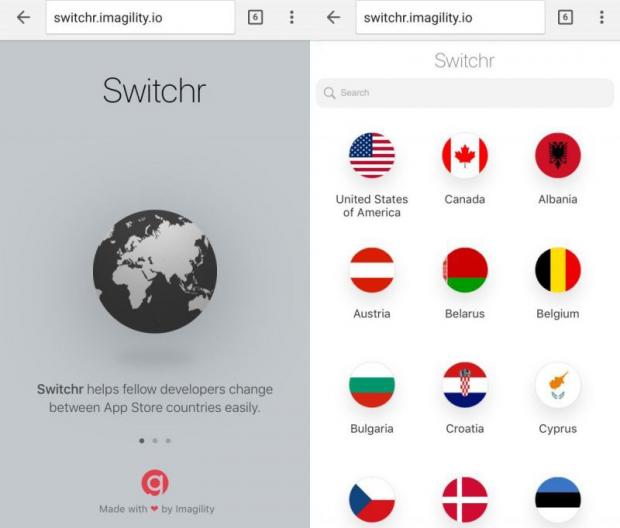 switchr.imagility.io
6
Switchr
Switchr helps fellow developers change
between App Store countries easily.
Made with ❤ by Imagility
switchr.imagility.io
6
Switchr
Search
United States
of America
Canada
Albania
Austria
Belarus
Belgium
Bulgaria
Croatia
Cyprus